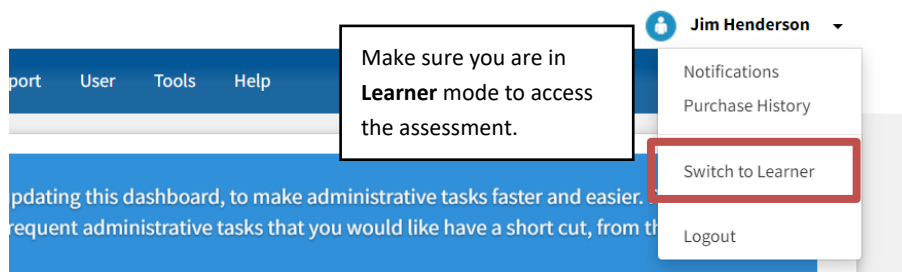 Jim Henderson
port User Tools Help
Make sure you are in
Learner mode to access
the assessment.
Notifications
Purchase History
Switch to Learner
Logout
pdating this dashboard, to make administrative tasks faster and easier.
requent administrative tasks that you would like have a short cut, from th